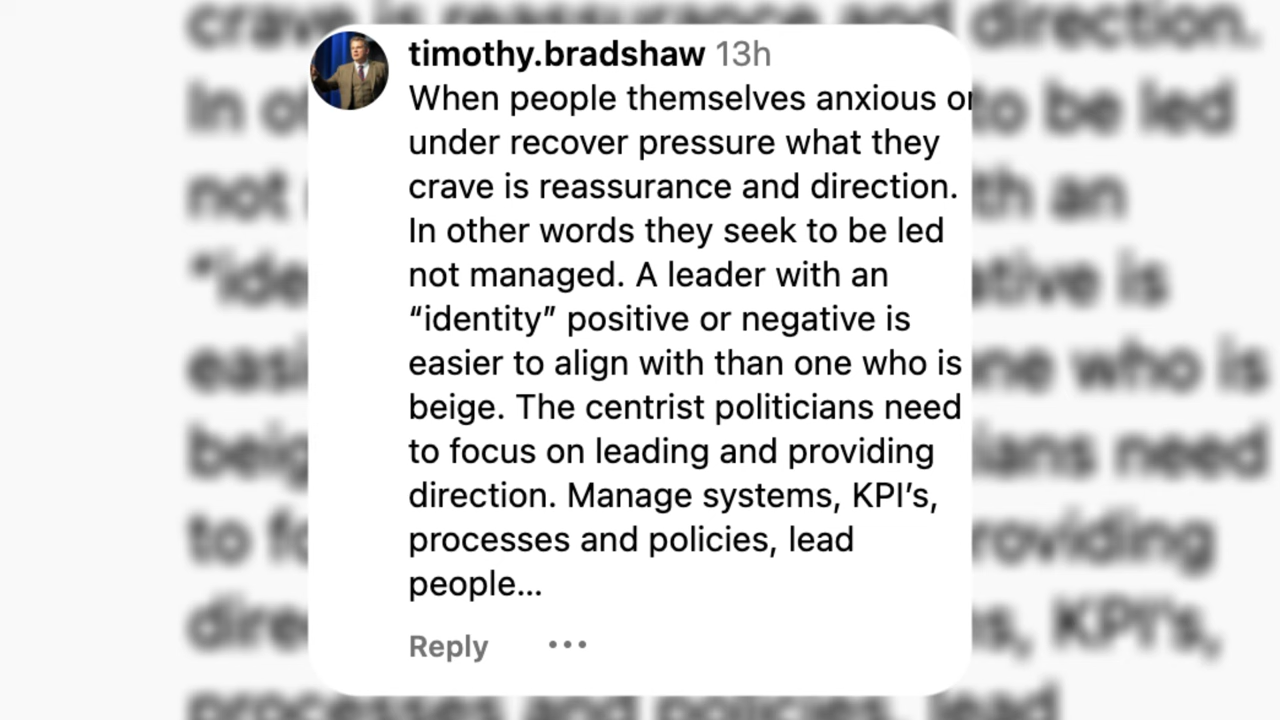 timothy.bradshaw 13h
When people themselves anxious or
under recover pressure what they
crave is reassurance and direction.
In other words they seek to be led
not managed. A leader with an
“identity” positive or negative is
easier to align with than one who is
beige. The centrist politicians need
to focus on leading and providing
direction. Manage systems, KPI’s,
processes and policies, lead
people...
Reply